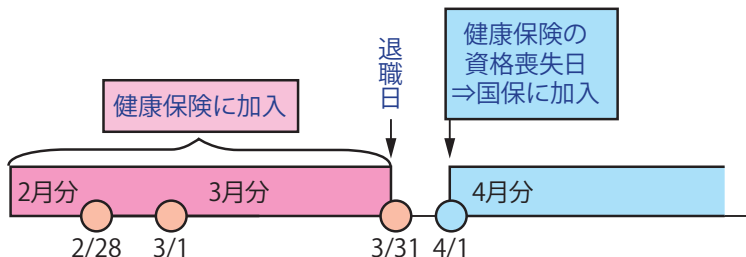 健康保険に加入
退職日
健康保険の
資格喪失日
⇒国保に加入
2月分
3月分
4月分
2/28
3/1
3/31
4/1